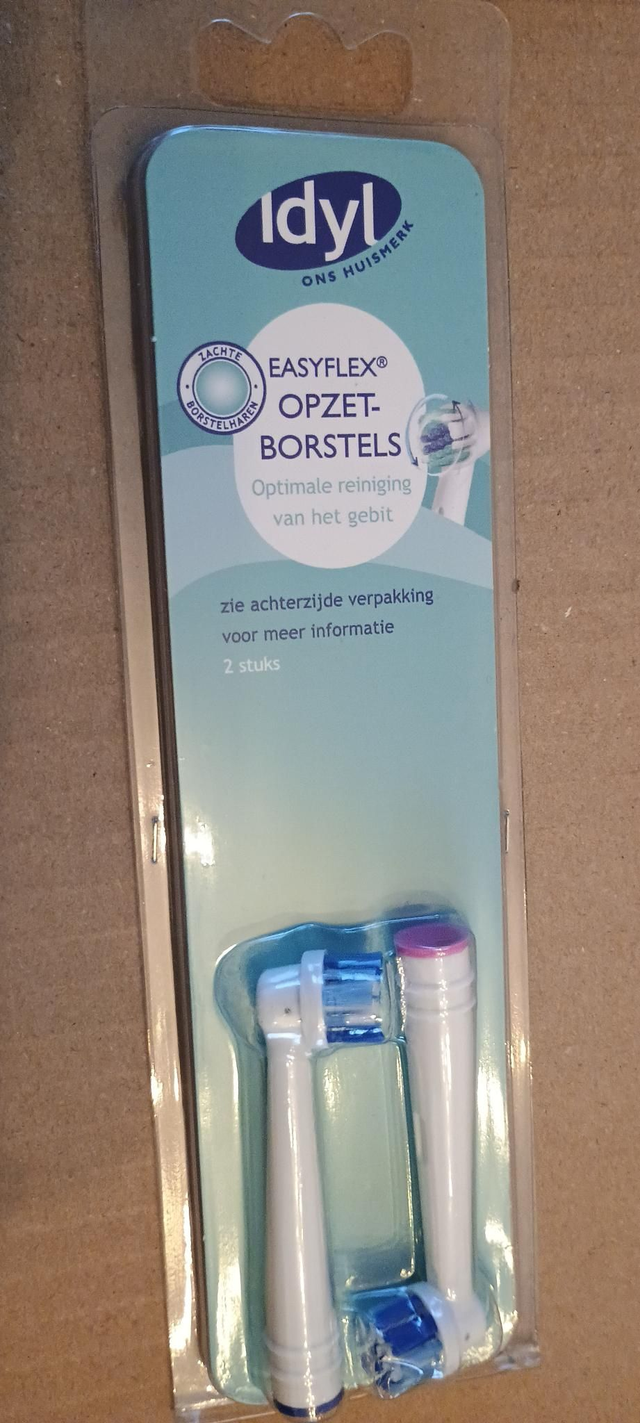 Idyl
ONS HUISMERK
ZACHTE
BORSTELHAREN
EASYFLEX®
OPZET-
BORSTELS
Optimale reiniging
van het gebit
zie achterzijde verpakking
voor meer informatie
2 stuks